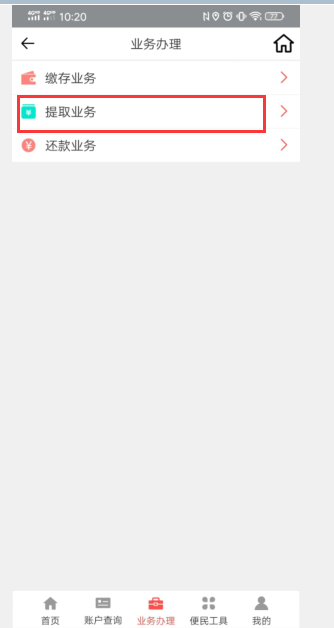 10:20
77
业务办理
缴存业务
提取业务
还款业务
首页 账户查询 业务办理 便民工具 我的